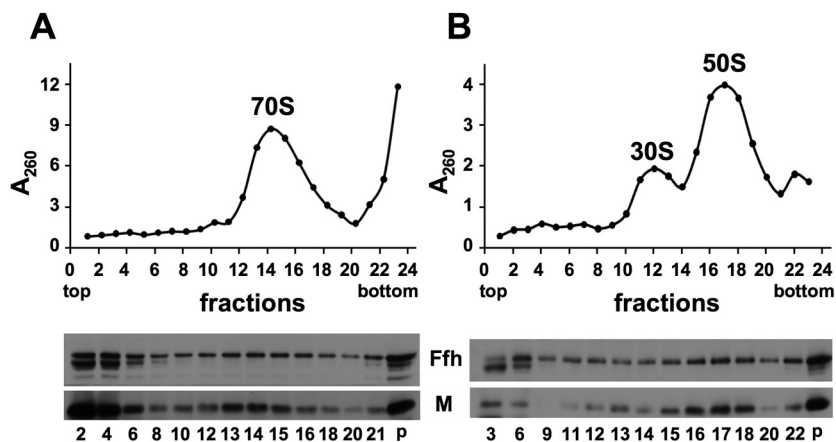 A
B
12
9
6
3
0
A260
70S
0 2 4 6 8 10 12 14 16 18 20 22 24
top fractions bottom
4
3
2
1
0
A260
30S
50S
0 2 4 6 8 10 12 14 16 18 20 22 24
top fractions bottom
Ffh
M
2 4 6 8 10 12 13 14 15 16 18 20 21 p
3 6 9 11 12 13 14 15 16 17 18 20 22 p